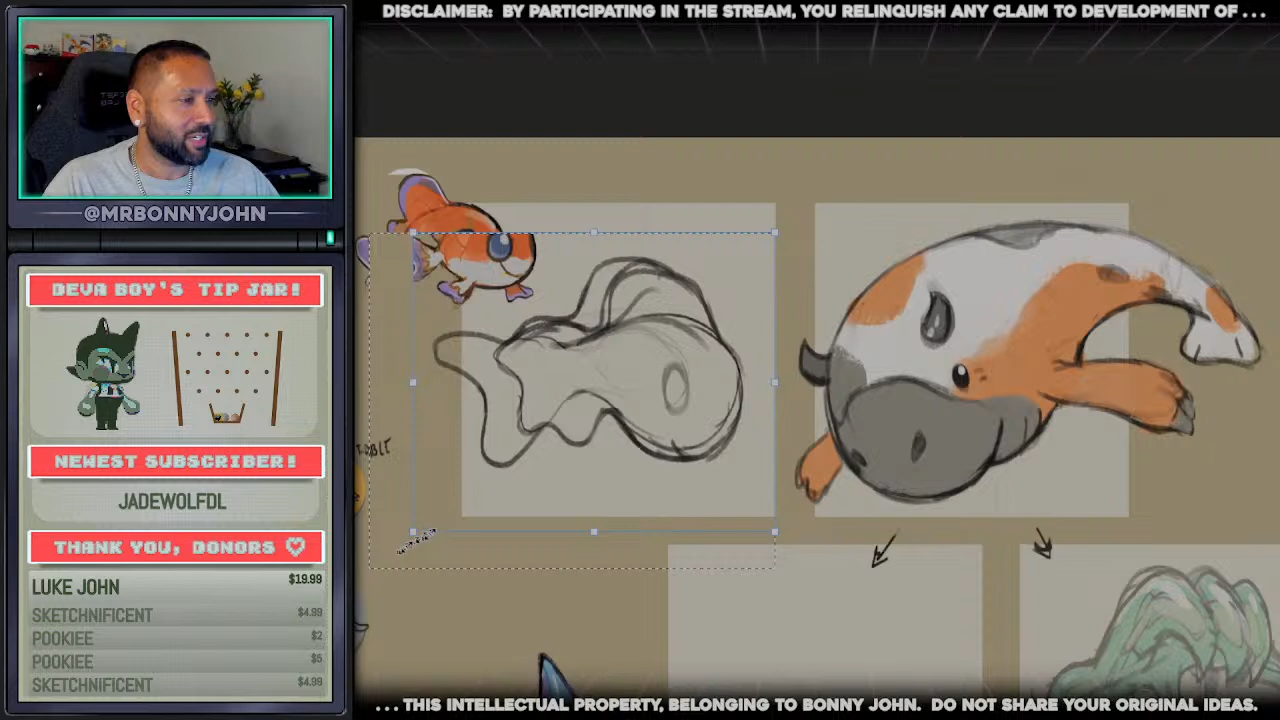 DISCLAIMER: BY PARTICIPATING IN THE STREAM, YOU RELINQUISH ANY CLAIM TO DEVELOPMENT OF . . .
@MRBONNYJOHN
DEVA BOY'S TIP JAR!
NEWEST SUBSCRIBER!
JADEWOLFDL
THANK YOU, DONORS
LUKE JOHN $19.99
SKETCHNIFICENT $4.99
POOKIEE $2
POOKIEE $5
SKETCHNIFICENT $4.99
. . . THIS INTELLECTUAL PROPERTY, BELONGING TO BONNY JOHN. DO NOT SHARE YOUR ORIGINAL IDEAS.